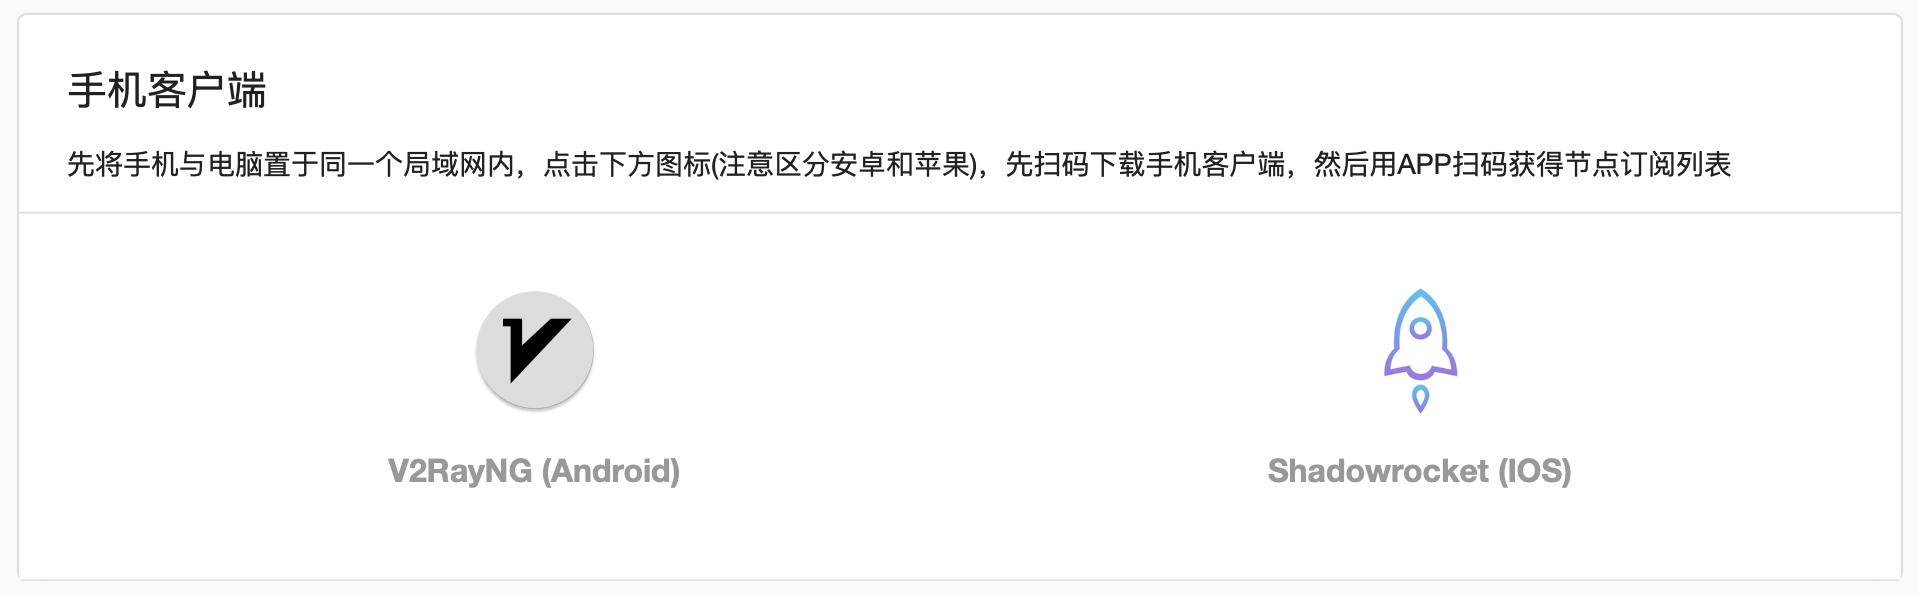 手机客户端
先将手机与电脑置于同一个局域网内，点击下方图标(注意区分安卓和苹果)，先扫码下载手机客户端，然后用APP扫码获得节点订阅列表
V2RayNG (Android)
Shadowrocket (IOS)